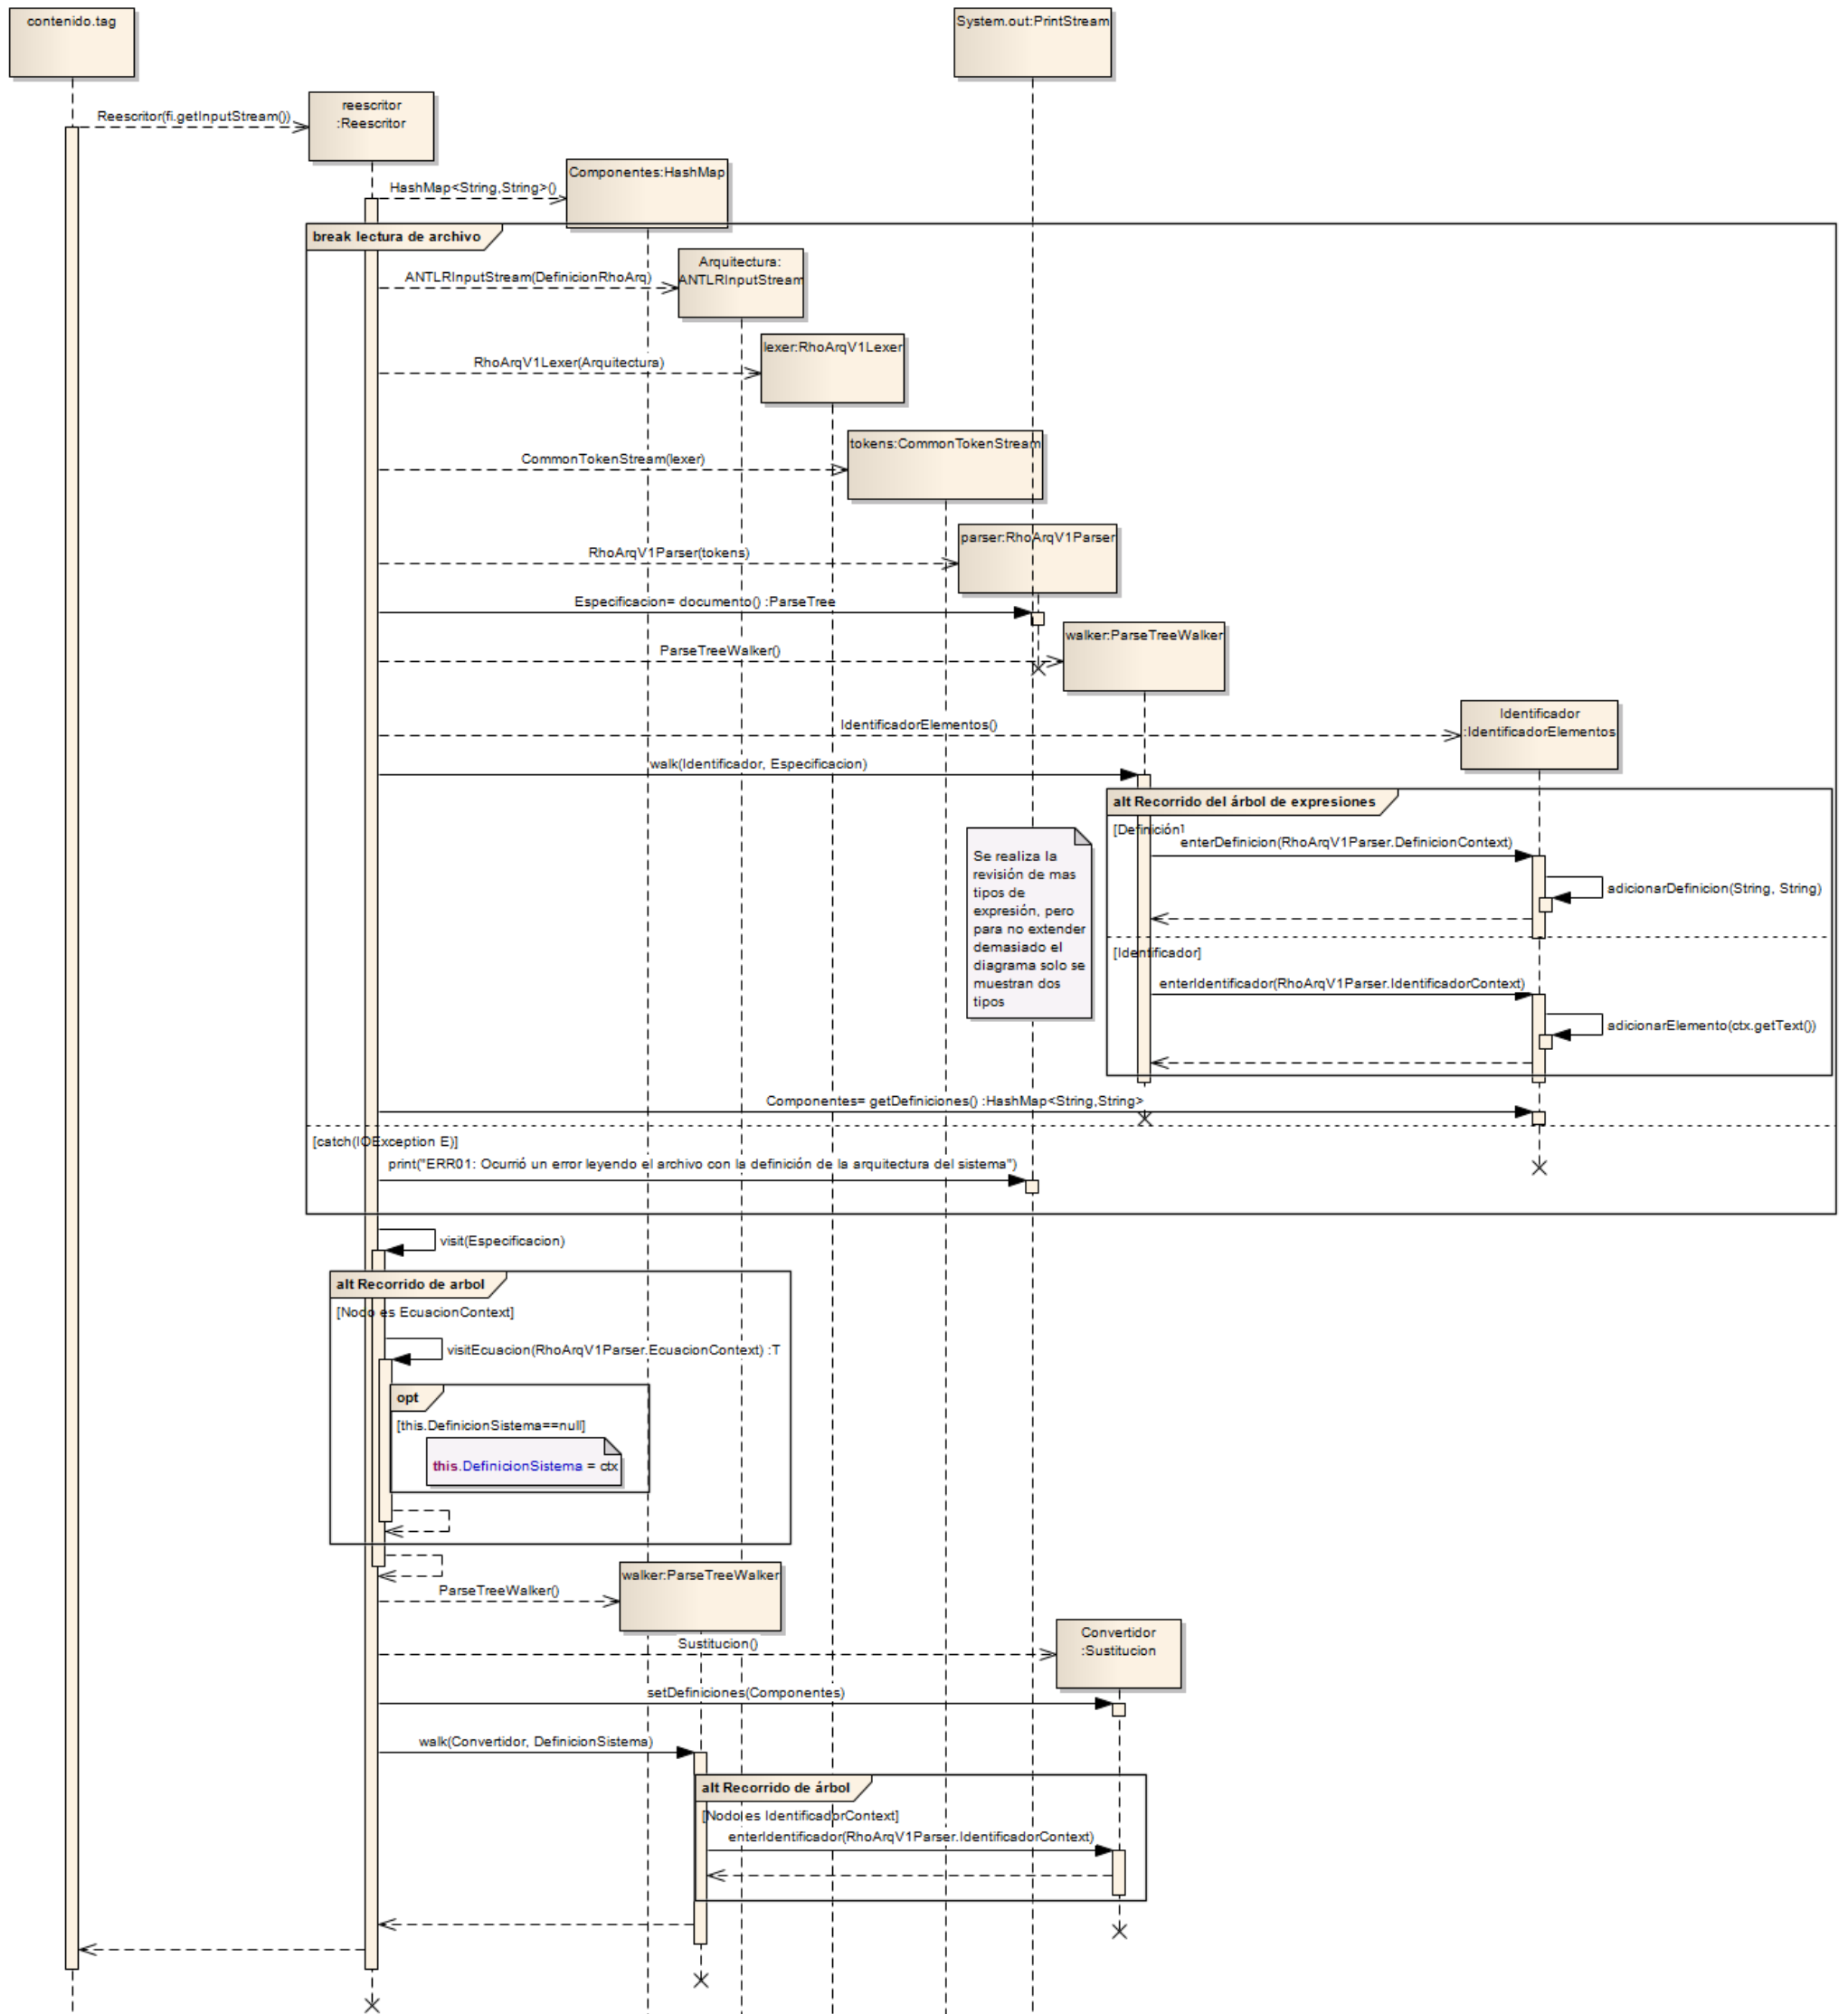 contenido.tag
System.out:PrintStream
reescritor
:Reescritor
Reescritor(fi.getInputStream())
Componentes:HashMap
HashMap<String,String>()
break lectura de archivo
Arquitectura:
ANTLRInputStream
ANTLRInputStream(DefinicionRhoArq)
lexer:RhoArqV1Lexer
RhoArqV1Lexer(Arquitectura)
tokens:CommonTokenStream
CommonTokenStream(lexer)
parser:RhoArqV1Parser
RhoArqV1Parser(tokens)
Especificacion= documento() :ParseTree
walker:ParseTreeWalker
ParseTreeWalker()
Identificador
:IdentificadorElementos
IdentificadorElementos()
walk(Identificador, Especificacion)
alt Recorrido del árbol de expresiones
[Definición]
enterDefinicion(RhoArqV1Parser.DefinicionContext)
adicionarDefinicion(String, String)
Se realiza la
revisión de mas
tipos de
expresión, pero
para no extender
demasiado el
diagrama solo se
muestran dos
tipos
[Identificador]
enterIdentificador(RhoArqV1Parser.IdentificadorContext)
adicionarElemento(ctx.getText())
Componentes= getDefiniciones() :HashMap<String,String>
[catch(IOException E)]
print("ERR01: Ocurrió un error leyendo el archivo con la definición de la arquitectura del sistema")
visit(Especificacion)
alt Recorrido de arbol
[Nodo es EcuacionContext]
visitEcuacion(RhoArqV1Parser.EcuacionContext) :T
opt
[this.DefinicionSistema==null]
this.DefinicionSistema = ctx
walker:ParseTreeWalker
ParseTreeWalker()
Convertidor
:Sustitucion
Sustitucion()
setDefiniciones(Componentes)
walk(Convertidor, DefinicionSistema)
alt Recorrido de árbol
[Nodo es IdentificadorContext]
enterIdentificador(RhoArqV1Parser.IdentificadorContext)